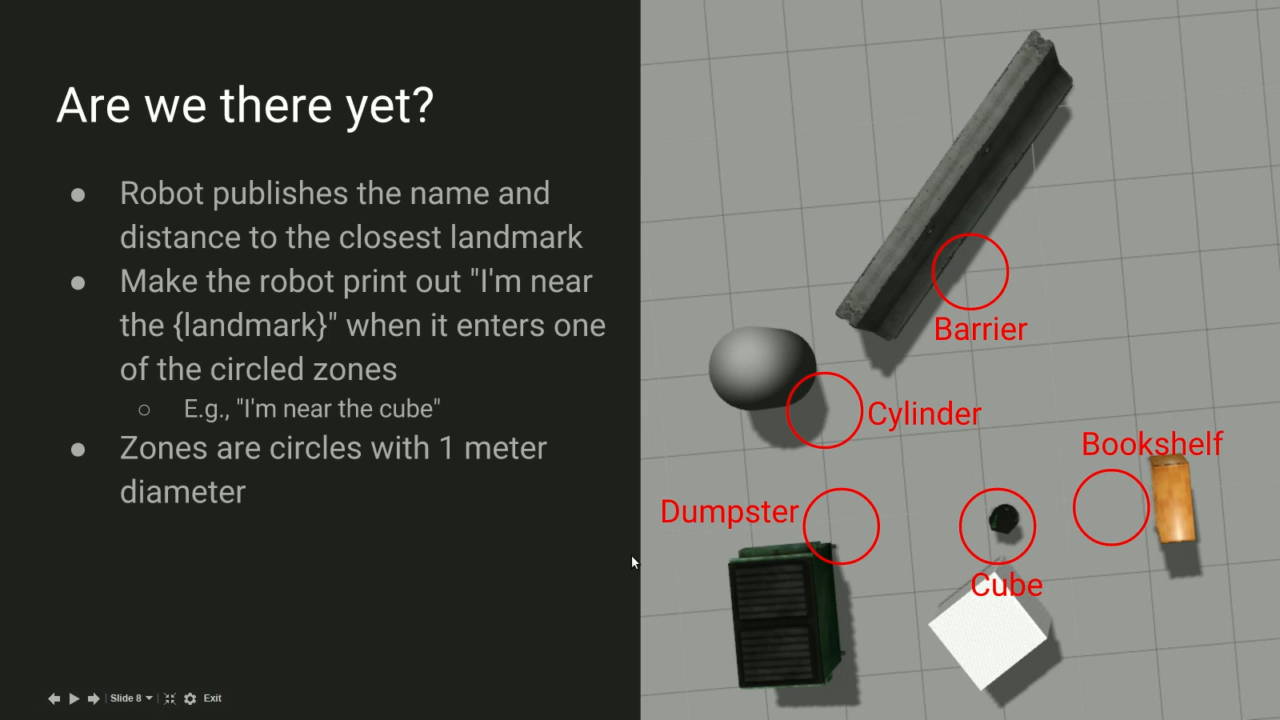 Are we there yet?
● Robot publishes the name and
distance to the closest landmark
● Make the robot print out "I'm near
the {landmark}" when it enters one
of the circled zones
○ E.g., "I'm near the cube"
● Zones are circles with 1 meter
diameter
Barrier
Cylinder
Bookshelf
Dumpster
Cube
Slide 8
Exit